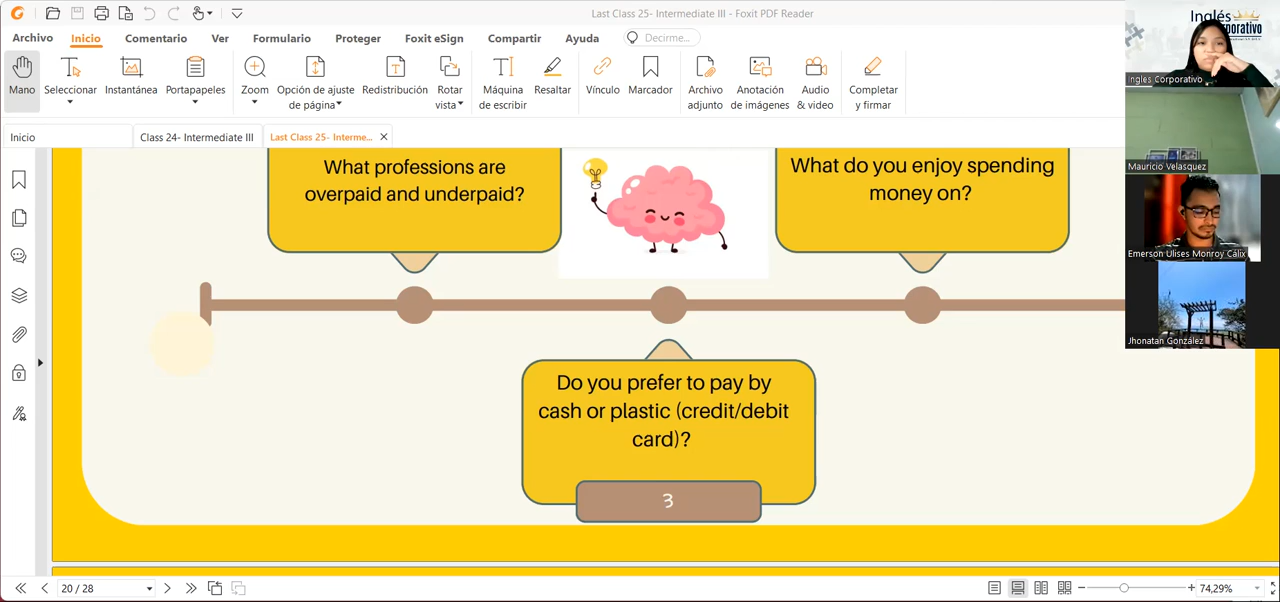 Last Class 25- Intermediate III - Foxit PDF Reader
Archivo Inicio Comentario Ver Formulario Proteger Foxit eSign Compartir Ayuda Decirme...
Mano Seleccionar Instantánea Portapapeles Zoom Opción de ajuste de página Redistribución Rotar vista Máquina de escribir Resaltar Vínculo Marcador Archivo adjunto Anotación de imágenes Audio & video Completar y firmar
Inicio Class 24- Intermediate III Last Class 25- Interme...
Inglés
Corporativo
Inglés Corporativo
Mauricio Velasquez
Emerson Ulises Monroy Cálix
Jhonatan González
What professions are
overpaid and underpaid?
What do you enjoy spending
money on?
Do you prefer to pay by
cash or plastic (credit/debit
card)?
3
20 / 28
74,29%